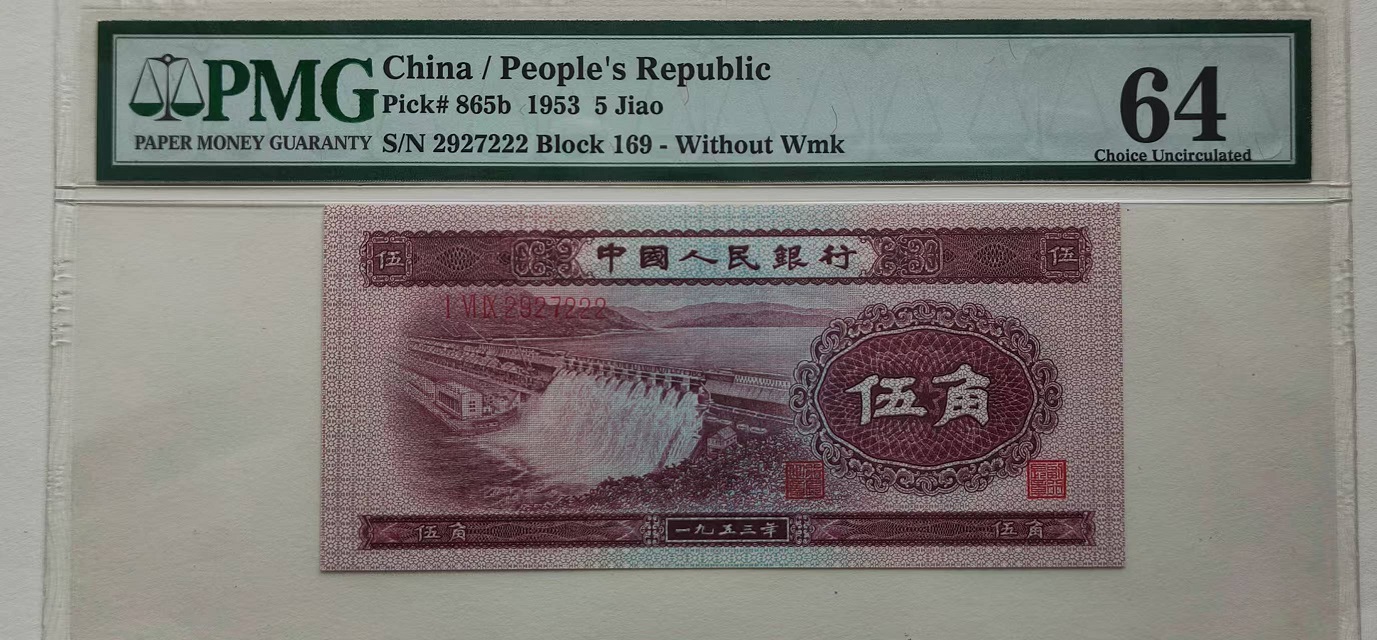 PMG
PAPER MONEY GUARANTY
China / People's Republic
Pick# 865b 1953 5 Jiao
S/N 2927222 Block 169 - Without Wmk
64
Choice Uncirculated
伍 中國人民銀行 伍
I VI IX 2927222
伍角
伍角 一九五三年 伍角